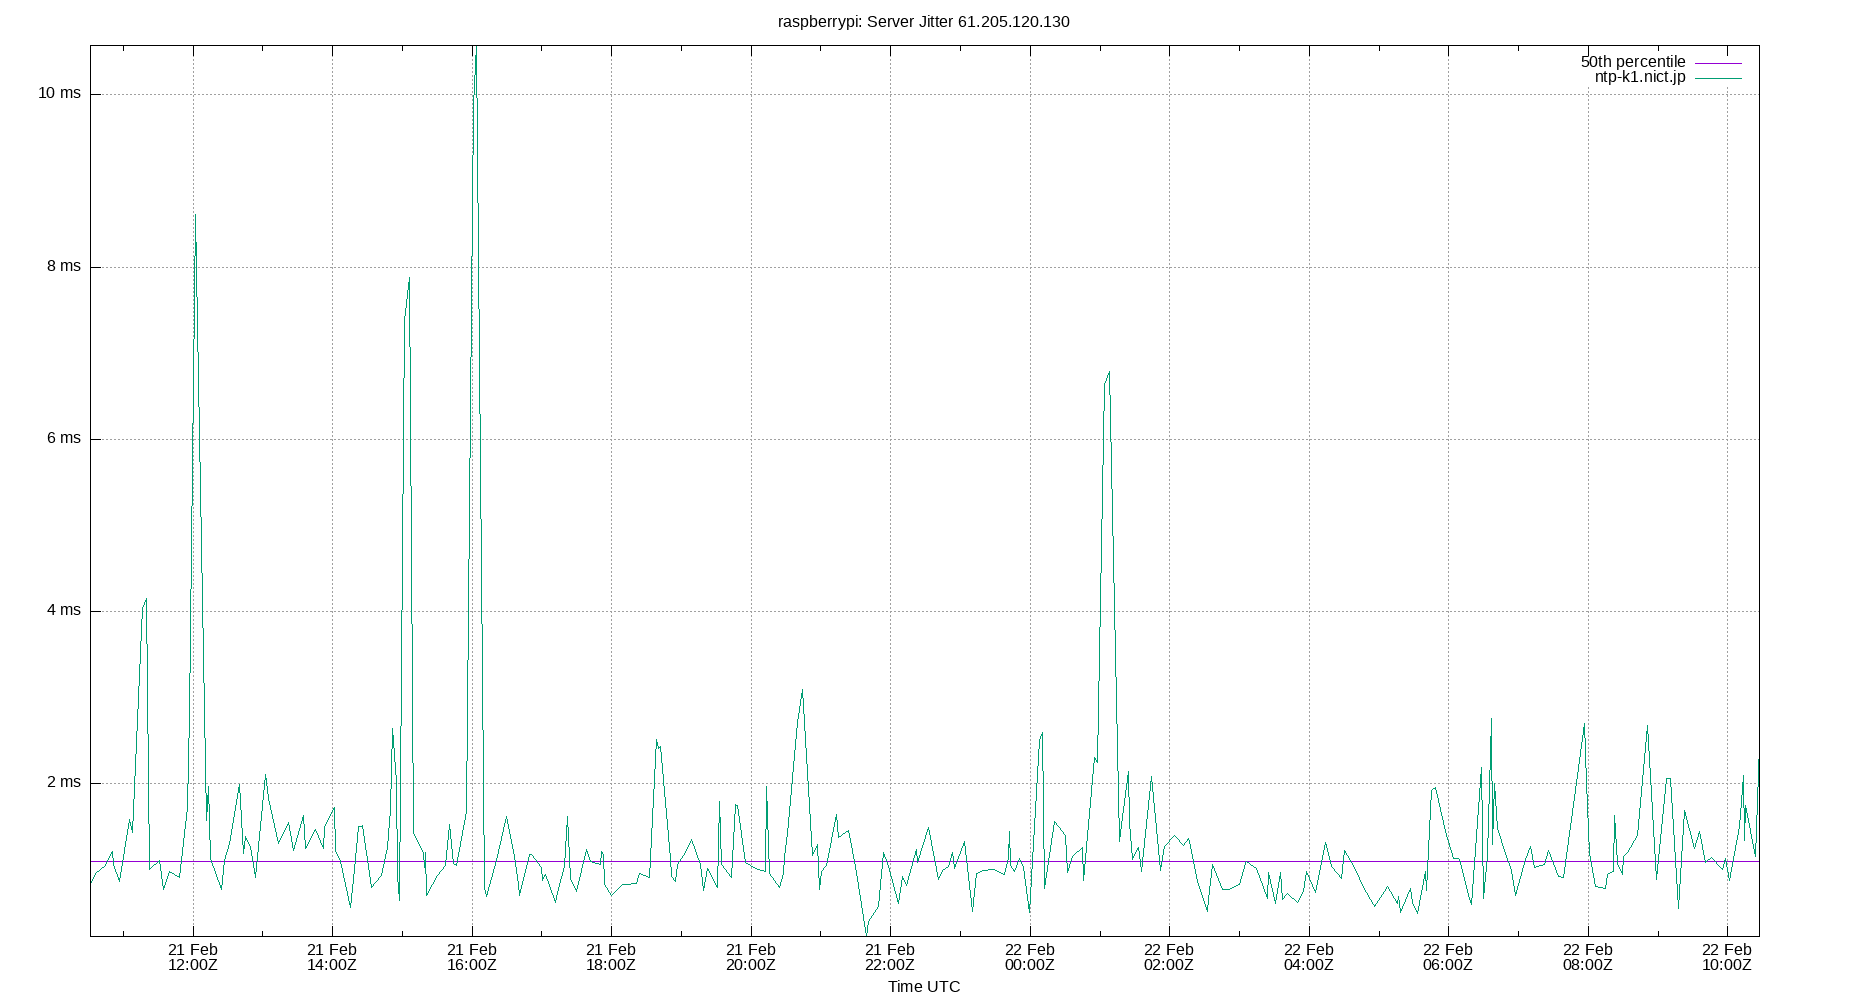 raspberrypi: Server Jitter 61.205.120.130
50th percentile
ntp-k1.nict.jp
10 ms
8 ms
6 ms
4 ms
2 ms
21 Feb 21 Feb 21 Feb 21 Feb 21 Feb 21 Feb 22 Feb 22 Feb 22 Feb 22 Feb 22 Feb 22 Feb
12:00Z 14:00Z 16:00Z 18:00Z 20:00Z 22:00Z 00:00Z 02:00Z 04:00Z 06:00Z 08:00Z 10:00Z
Time UTC